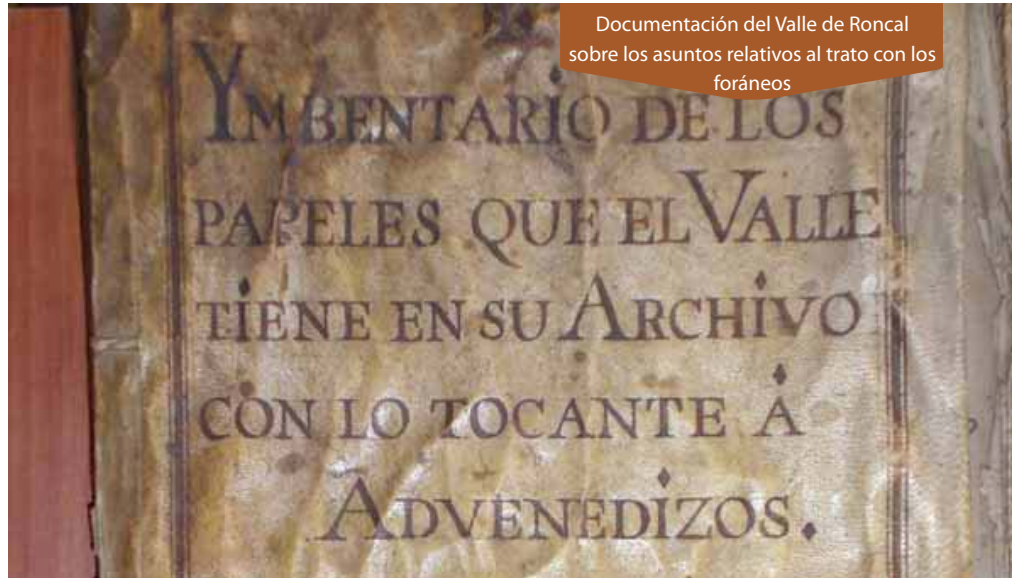 Documentación del Valle de Roncal
sobre los asuntos relativos al trato con los
foráneos
YMBENTARIO DE LOS
PAPELES QUE EL VALLE
TIENE EN SU ARCHIVO
CON LO TOCANTE A
ADVENEDIZOS.